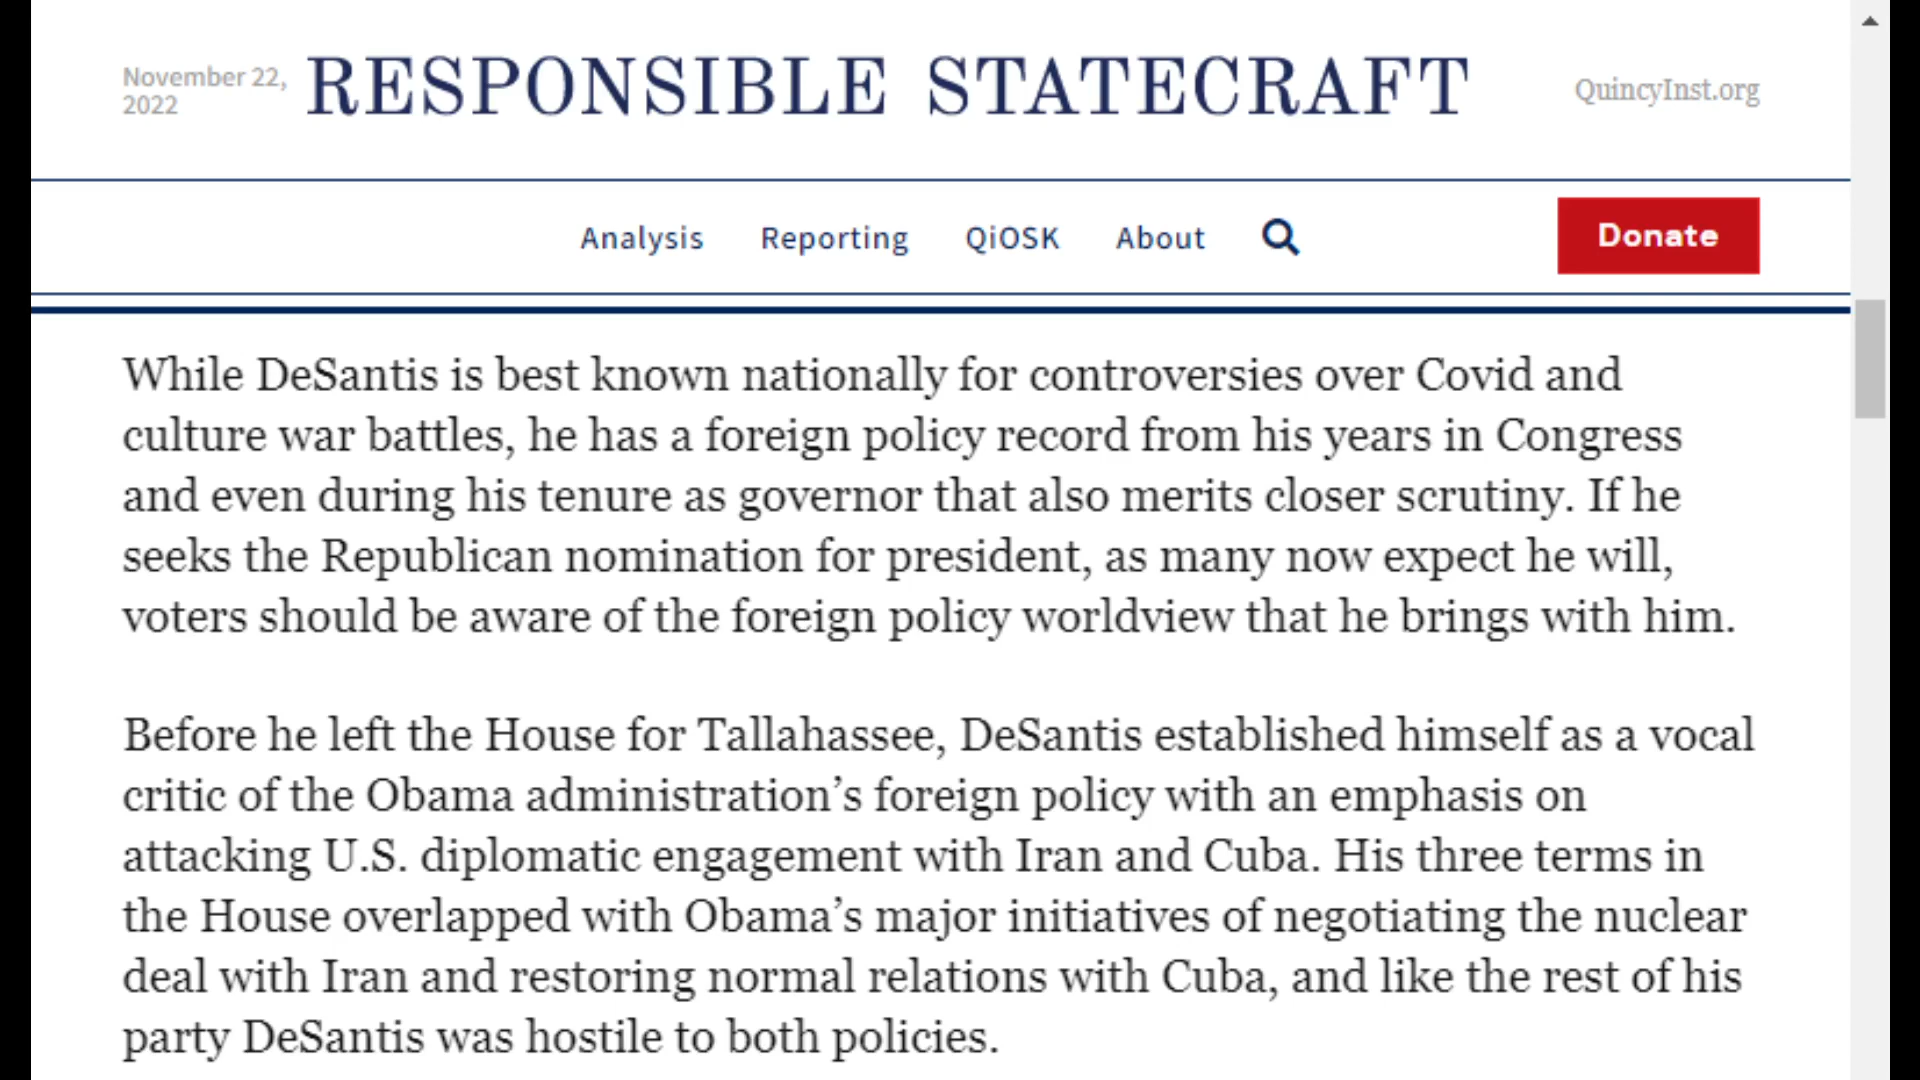 November 22,
2022
RESPONSIBLE STATECRAFT
QuincyInst.org
Analysis Reporting QiOSK About
Donate
While DeSantis is best known nationally for controversies over Covid and
culture war battles, he has a foreign policy record from his years in Congress
and even during his tenure as governor that also merits closer scrutiny. If he
seeks the Republican nomination for president, as many now expect he will,
voters should be aware of the foreign policy worldview that he brings with him.
Before he left the House for Tallahassee, DeSantis established himself as a vocal
critic of the Obama administration’s foreign policy with an emphasis on
attacking U.S. diplomatic engagement with Iran and Cuba. His three terms in
the House overlapped with Obama’s major initiatives of negotiating the nuclear
deal with Iran and restoring normal relations with Cuba, and like the rest of his
party DeSantis was hostile to both policies.